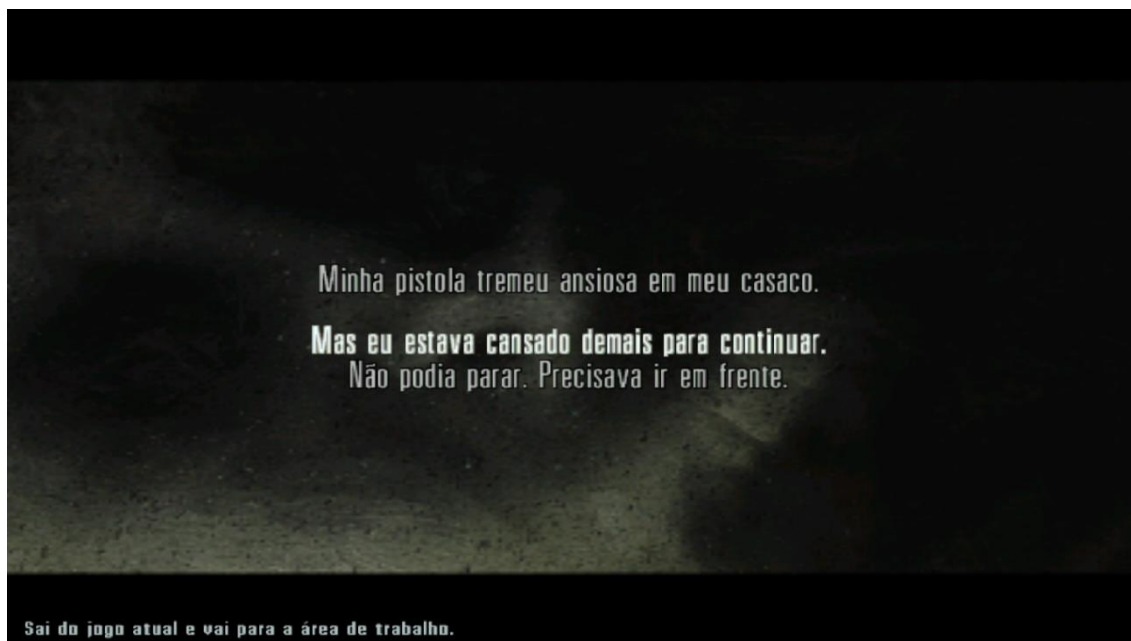 Minha pistola tremeu ansiosa em meu casaco.
Mas eu estava cansado demais para continuar.
Não podia parar. Precisava ir em frente.
Sai do jogo atual e vai para a área de trabalho.